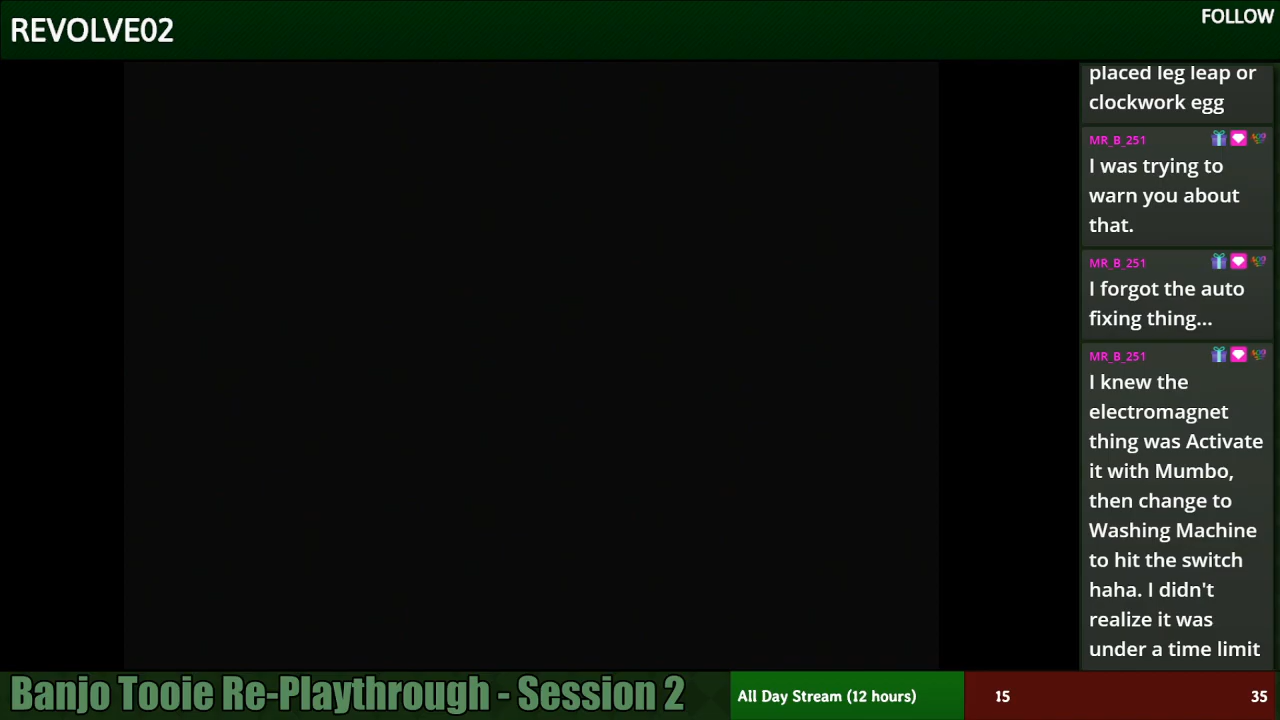 REVOLVE02
FOLLOW
placed leg leap or
clockwork egg
MR_B_251
I was trying to
warn you about
that.
MR_B_251
I forgot the auto
fixing thing...
MR_B_251
I knew the
electromagnet
thing was Activate
it with Mumbo,
then change to
Washing Machine
to hit the switch
haha. I didn't
realize it was
under a time limit
Banjo Tooie Re-Playthrough - Session 2
All Day Stream (12 hours)
15
35